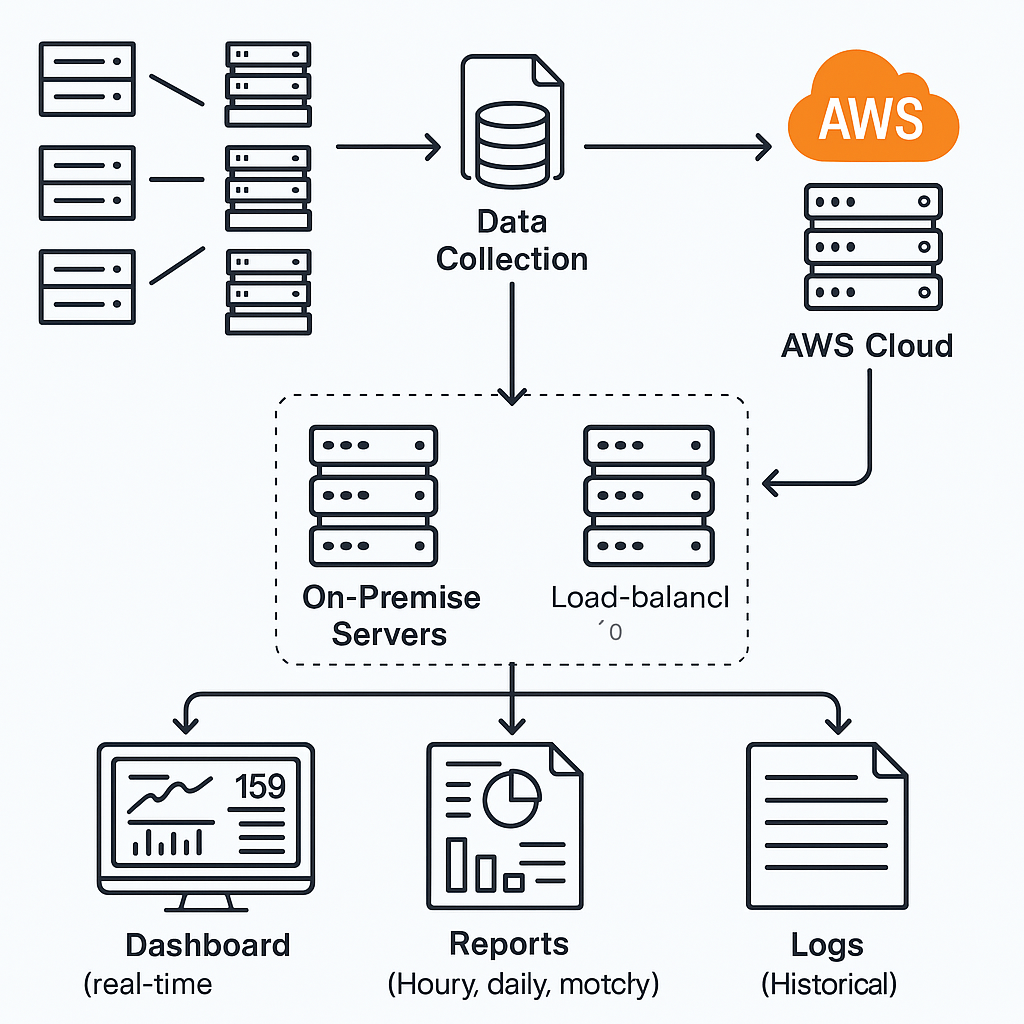 AWS
Data
Collection
AWS Cloud
On-Premise
Servers
Load-balancl
´0
159
Dashboard
(real-time
Reports
(Houry, daily, motchy)
Logs
(Historical)